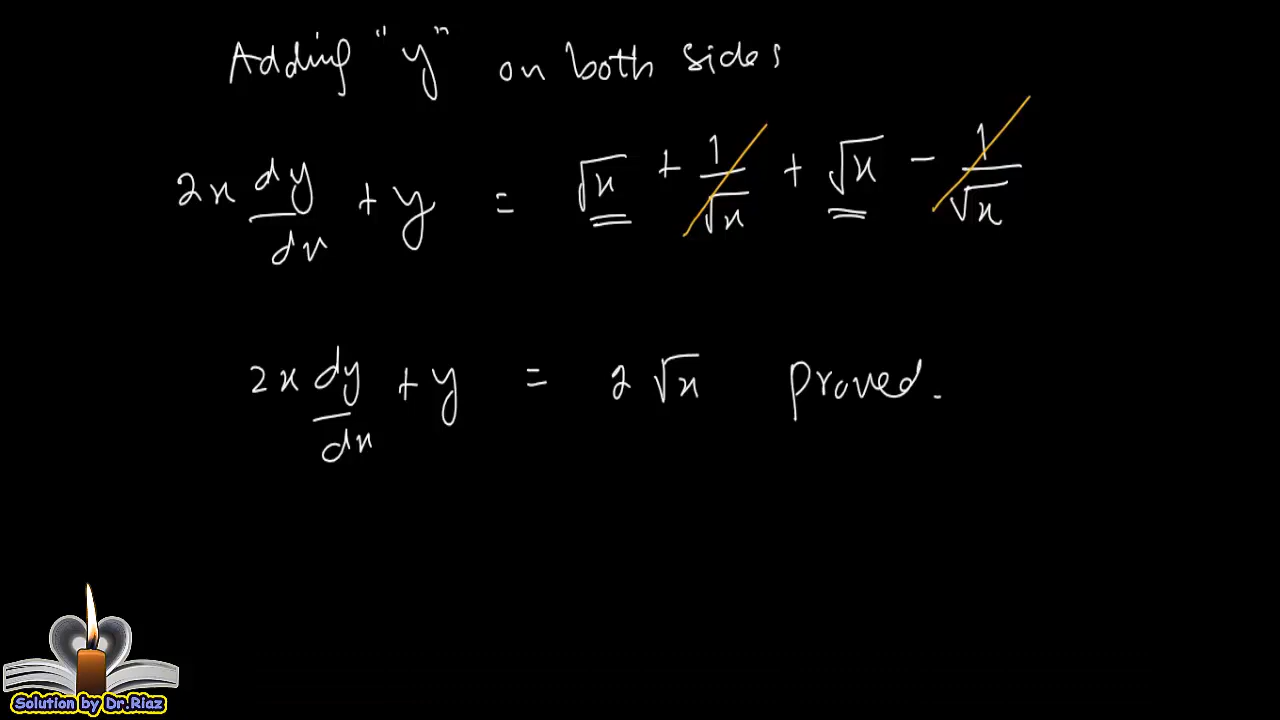 Adding "y" on both sides
2x dy/dx + y = √x + 1/√x + √x - 1/√x
2x dy/dx + y = 2√x proved.
Solution by Dr.Riaz